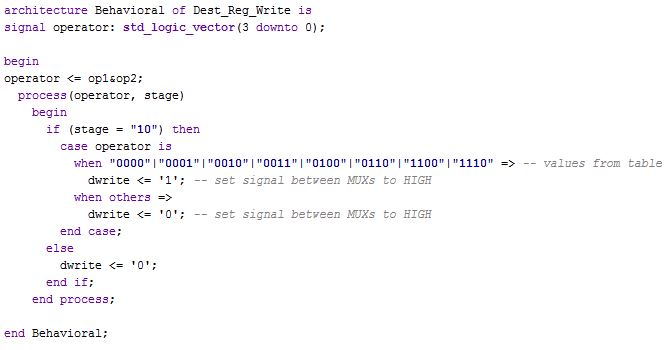 architecture Behavioral of Dest_Reg_Write is
signal operator: std_logic_vector(3 downto 0);
begin
operator <= op1&op2;
process(operator, stage)
begin
if (stage = "10") then
case operator is
when "0000"|"0001"|"0010"|"0011"|"0100"|"0110"|"1100"|"1110" => -- values from table
dwrite <= '1'; -- set signal between MUXs to HIGH
when others =>
dwrite <= '0'; -- set signal between MUXs to HIGH
end case;
else
dwrite <= '0';
end if;
end process;
end Behavioral;